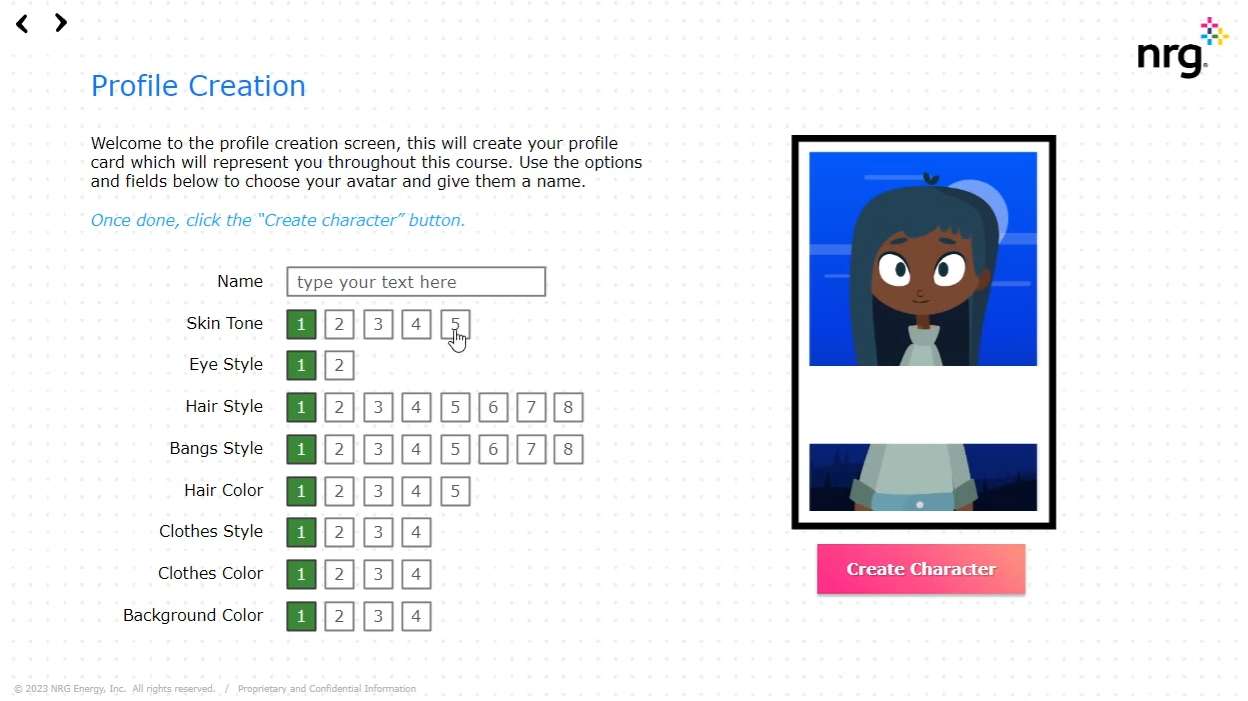 nrg
Profile Creation
Welcome to the profile creation screen, this will create your profile
card which will represent you throughout this course. Use the options
and fields below to choose your avatar and give them a name.
Once done, click the “Create character” button.
Name type your text here
Skin Tone 1 2 3 4 5
Eye Style 1 2
Hair Style 1 2 3 4 5 6 7 8
Bangs Style 1 2 3 4 5 6 7 8
Hair Color 1 2 3 4 5
Clothes Style 1 2 3 4
Clothes Color 1 2 3 4
Background Color 1 2 3 4
Create Character
© 2023 NRG Energy, Inc. All rights reserved. / Proprietary and Confidential Information